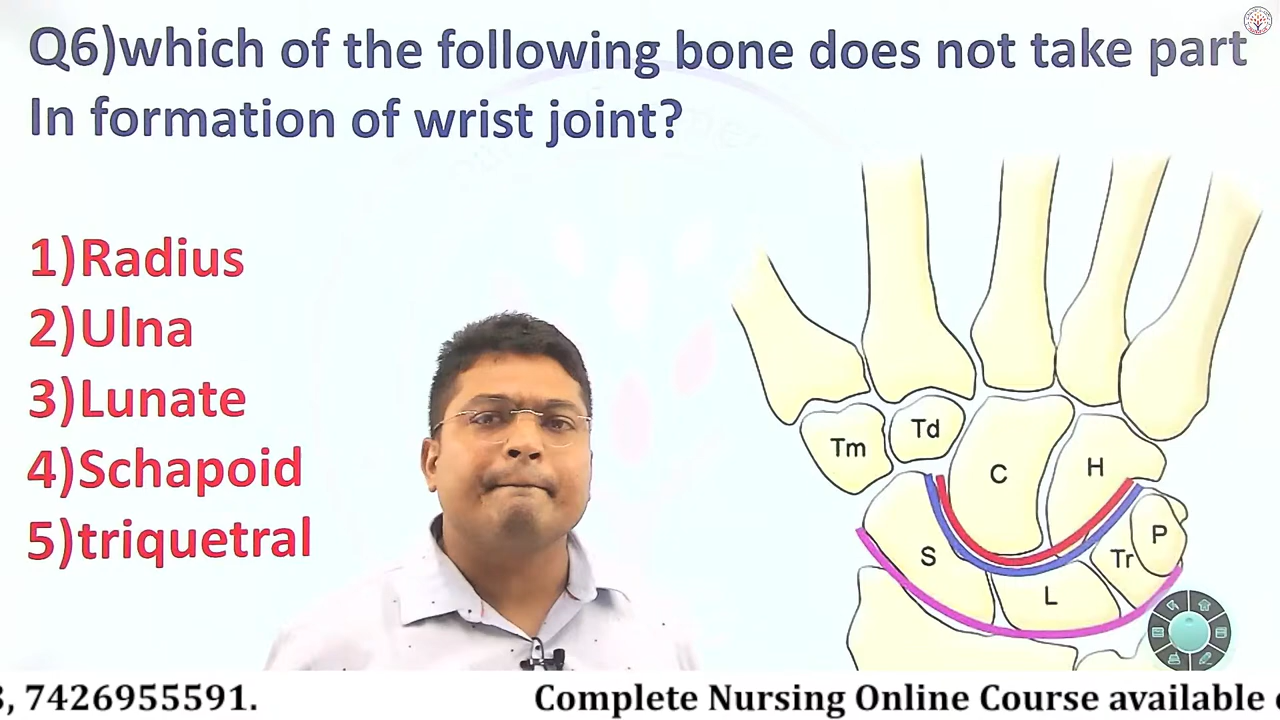 Q6)which of the following bone does not take part
In formation of wrist joint?
1)Radius
2)Ulna
3)Lunate
4)Schapoid
5)triquetral
Tm
Td
C
H
S
L
Tr
P
, 7426955591.
Complete Nursing Online Course available